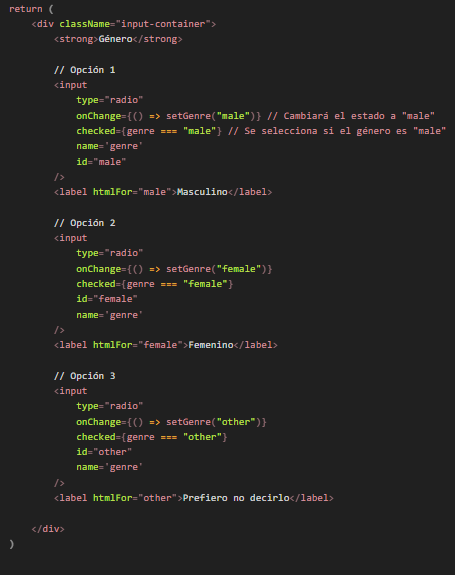 return (
    <div className="input-container">
        <strong>Género</strong>

        // Opción 1
        <input
            type="radio"
            onChange={() => setGenre("male")} // Cambiará el estado a "male"
            checked={genre === "male"} // Se selecciona si el género es "male"
            name='genre'
            id="male"
        />
        <label htmlFor="male">Masculino</label>

        // Opción 2
        <input
            type="radio"
            onChange={() => setGenre("female")}
            checked={genre === "female"}
            id="female"
            name='genre'
        />
        <label htmlFor="female">Femenino</label>

        // Opción 3
        <input
            type="radio"
            onChange={() => setGenre("other")}
            checked={genre === "other"}
            id="other"
            name='genre'
        />
        <label htmlFor="other">Prefiero no decirlo</label>

    </div>
)